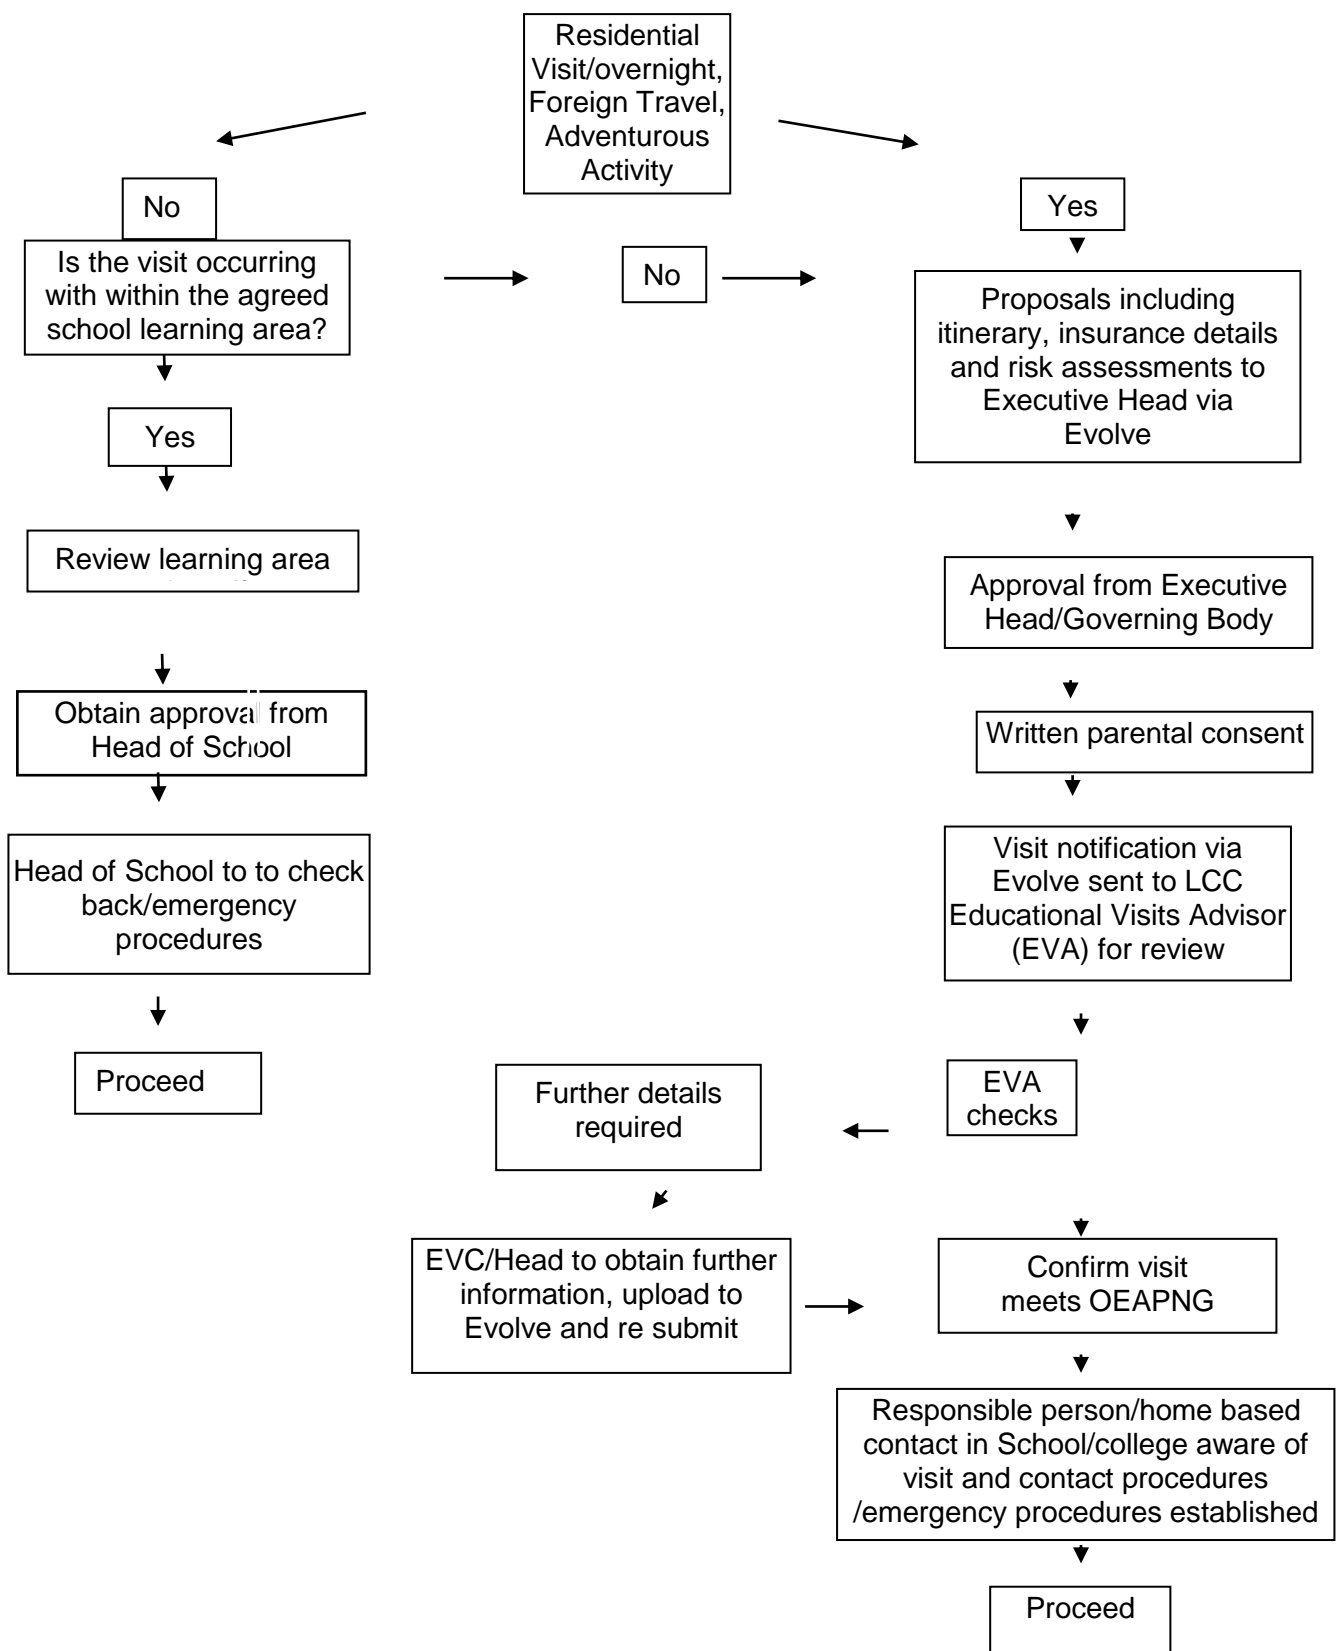 Residential
Visit/overnight,
Foreign Travel,
Adventurous
Activity
No
Yes
Is the visit occurring
with within the agreed
school learning area?
No
Proposals including
itinerary, insurance details
and risk assessments to
Executive Head via
Evolve
Yes
Review learning area
Approval from Executive
Head/Governing Body
Obtain approval from
Head of School
Written parental consent
Head of School to to check
back/emergency
procedures
Visit notification via
Evolve sent to LCC
Educational Visits Advisor
(EVA) for review
Proceed
EVA
checks
Further details
required
EVC/Head to obtain further
information, upload to
Evolve and re submit
Confirm visit
meets OEAPNG
Responsible person/home based
contact in School/college aware of
visit and contact procedures
/emergency procedures established
Proceed